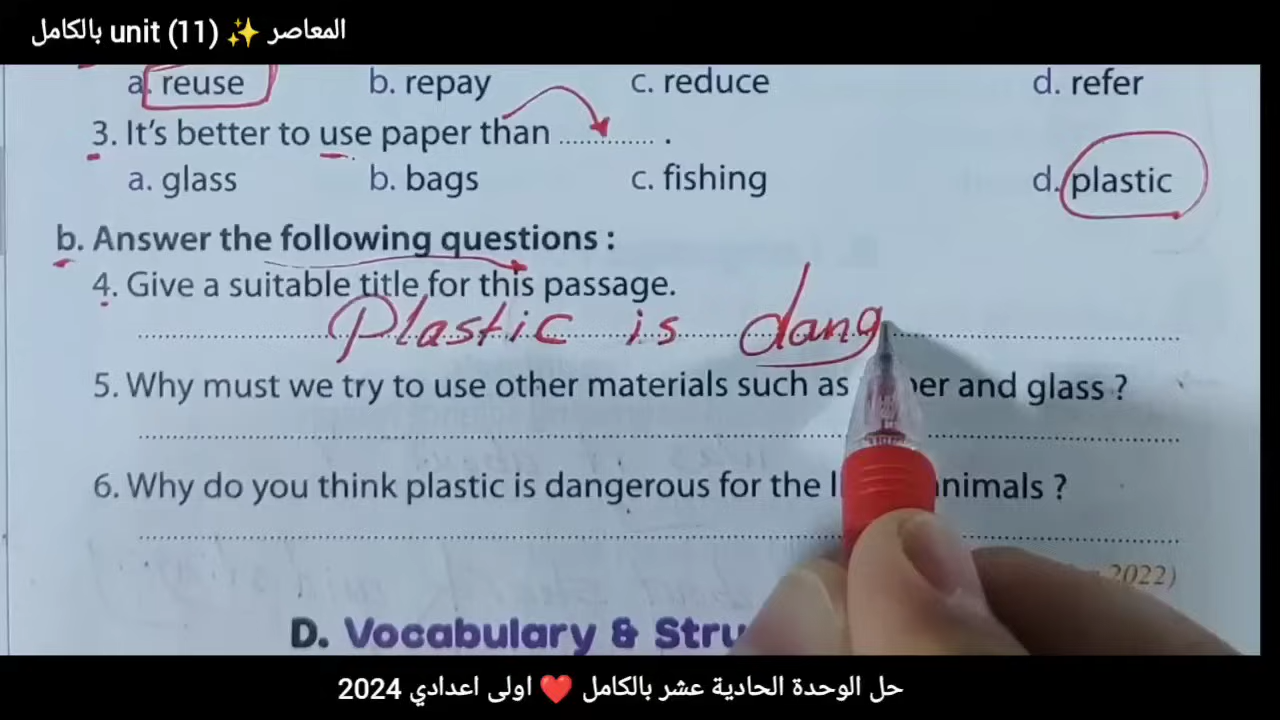 المعاصر ✨ unit (11) بالكامل
a. reuse b. repay c. reduce d. refer
3. It's better to use paper than .............. .
a. glass b. bags c. fishing d. plastic
b. Answer the following questions :
4. Give a suitable title for this passage.
Plastic is dang
5. Why must we try to use other materials such as and glass ?
6. Why do you think plastic is dangerous for the animals ?
2022)
D. Vocabulary &
حل الوحدة الحادية عشر بالكامل ❤️ اولى اعدادي 2024